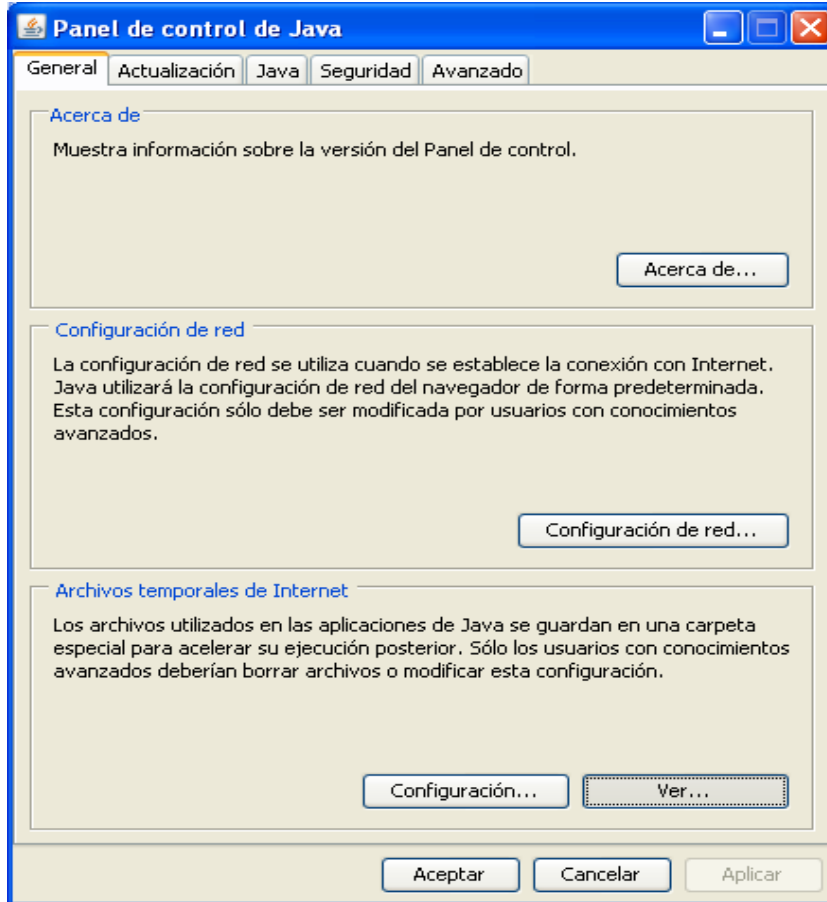 Panel de control de Java
General
Actualización
Java
Seguridad
Avanzado
Acerca de
Muestra información sobre la versión del Panel de control.
Acerca de...
Configuración de red
La configuración de red se utiliza cuando se establece la conexión con Internet.
Java utilizará la configuración de red del navegador de forma predeterminada.
Esta configuración sólo debe ser modificada por usuarios con conocimientos
avanzados.
Configuración de red...
Archivos temporales de Internet
Los archivos utilizados en las aplicaciones de Java se guardan en una carpeta
especial para acelerar su ejecución posterior. Sólo los usuarios con conocimientos
avanzados deberían borrar archivos o modificar esta configuración.
Configuración...
Ver...
Aceptar
Cancelar
Aplicar